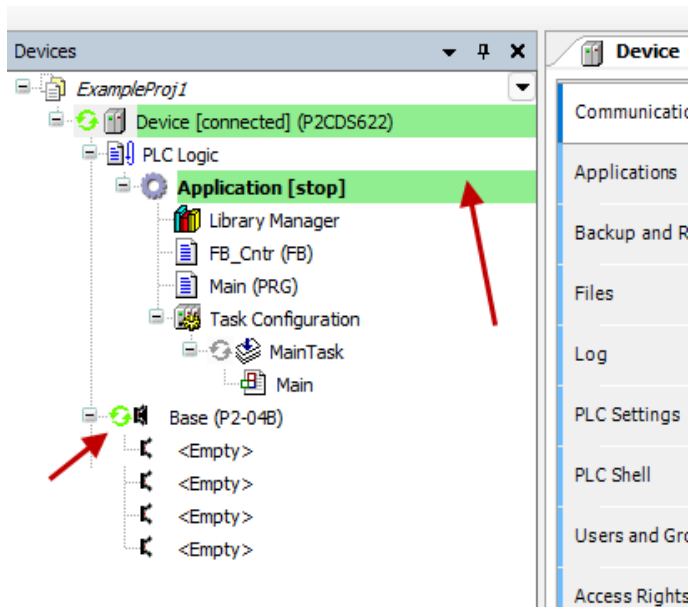 Devices
ExampleProj1
Device [connected] (P2CDS622)
PLC Logic
Application [stop]
Library Manager
FB_Cntr (FB)
Main (PRG)
Task Configuration
MainTask
Main
Base (P2-04B)
<Empty>
<Empty>
<Empty>
<Empty>
Device
Communicatio
Applications
Backup and R
Files
Log
PLC Settings
PLC Shell
Users and Gro
Access Rights